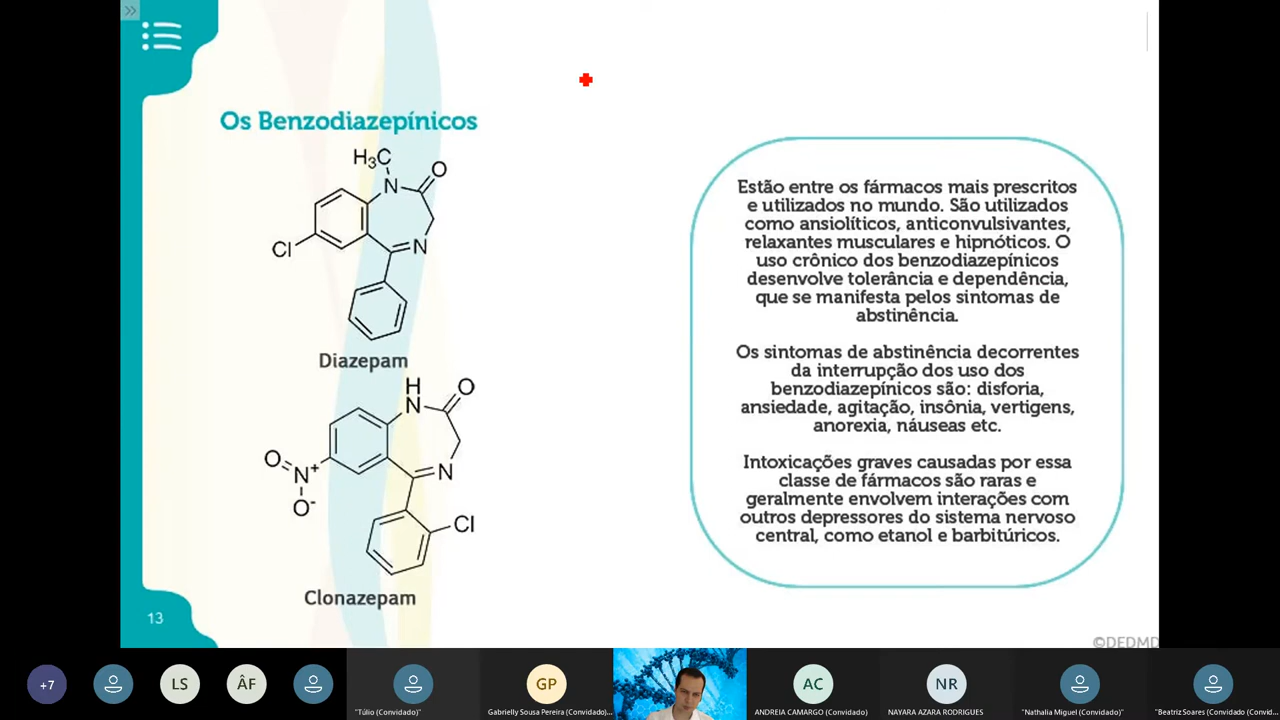 Os Benzodiazepínicos
H₃C
O
N
N
Cl
Diazepam
H
N
O
N
O
N⁺
O⁻
Cl
Clonazepam
Estão entre os fármacos mais prescritos
e utilizados no mundo. São utilizados
como ansiolíticos, anticonvulsivantes,
relaxantes musculares e hipnóticos. O
uso crônico dos benzodiazepínicos
desenvolve tolerância e dependência,
que se manifesta pelos sintomas de
abstinência.
Os sintomas de abstinência decorrentes
da interrupção dos uso dos
benzodiazepínicos são: disforia,
ansiedade, agitação, insônia, vertigens,
anorexia, náuseas etc.
Intoxicações graves causadas por essa
classe de fármacos são raras e
geralmente envolvem interações com
outros depressores do sistema nervoso
central, como etanol e barbitúricos.
13
©DEDMD
+7
LS
ÂF
"Túlio (Convidado)"
GP
Gabrielly Sousa Pereira (Convidado)...
AC
ANDREIA CAMARGO (Convidado)
NR
NAYARA AZARA RODRIGUES
"Nathalia Miguel (Convidado)"
"Beatriz Soares (Convidado) (Convid...